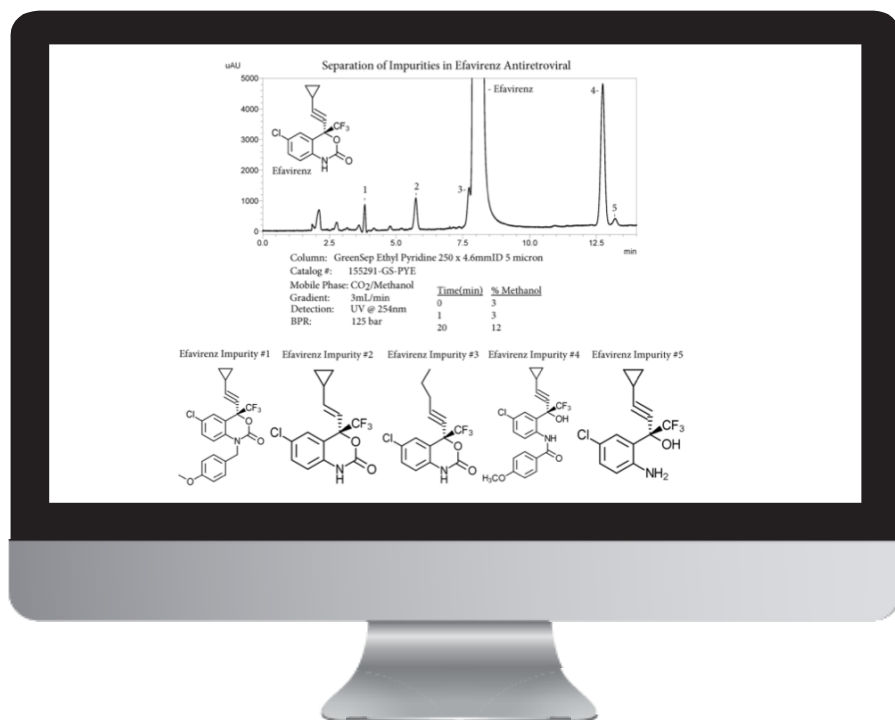 Separation of Impurities in Efavirenz Antiretroviral
uAU
5000
4000
3000
2000
1000
0
- Efavirenz
4-
3-
1
2
5
Cl
CF3
O
O
NH
Efavirenz
0.0 2.5 5.0 7.5 10.0 12.5 min
Column: GreenSep Ethyl Pyridine 250 x 4.6mmID 5 micron
Catalog #: 155291-GS-PYE
Mobile Phase: CO2/Methanol
Gradient: 3mL/min
Detection: UV @ 254nm
BPR: 125 bar
Time(min) % Methanol
0 3
1 3
20 12
Efavirenz Impurity #1 Efavirenz Impurity #2 Efavirenz Impurity #3 Efavirenz Impurity #4 Efavirenz Impurity #5
Cl CF3 O N O O
Cl CF3 O N H O
Cl CF3 O N H O
Cl CF3 OH NH O H3CO
Cl CF3 OH NH2